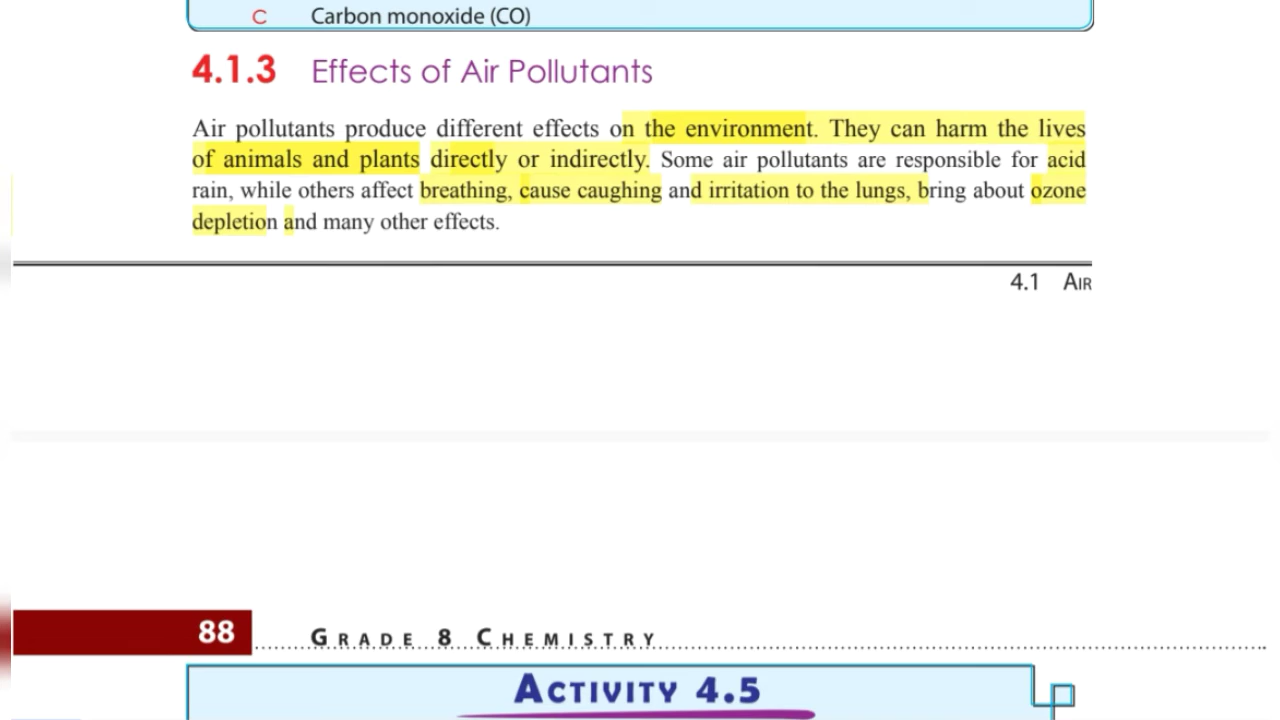 C Carbon monoxide (CO)
4.1.3 Effects of Air Pollutants
Air pollutants produce different effects on the environment. They can harm the lives
of animals and plants directly or indirectly. Some air pollutants are responsible for acid
rain, while others affect breathing, cause caughing and irritation to the lungs, bring about ozone
depletion and many other effects.
4.1 AIR
88 GRADE 8 CHEMISTRY
ACTIVITY 4.5